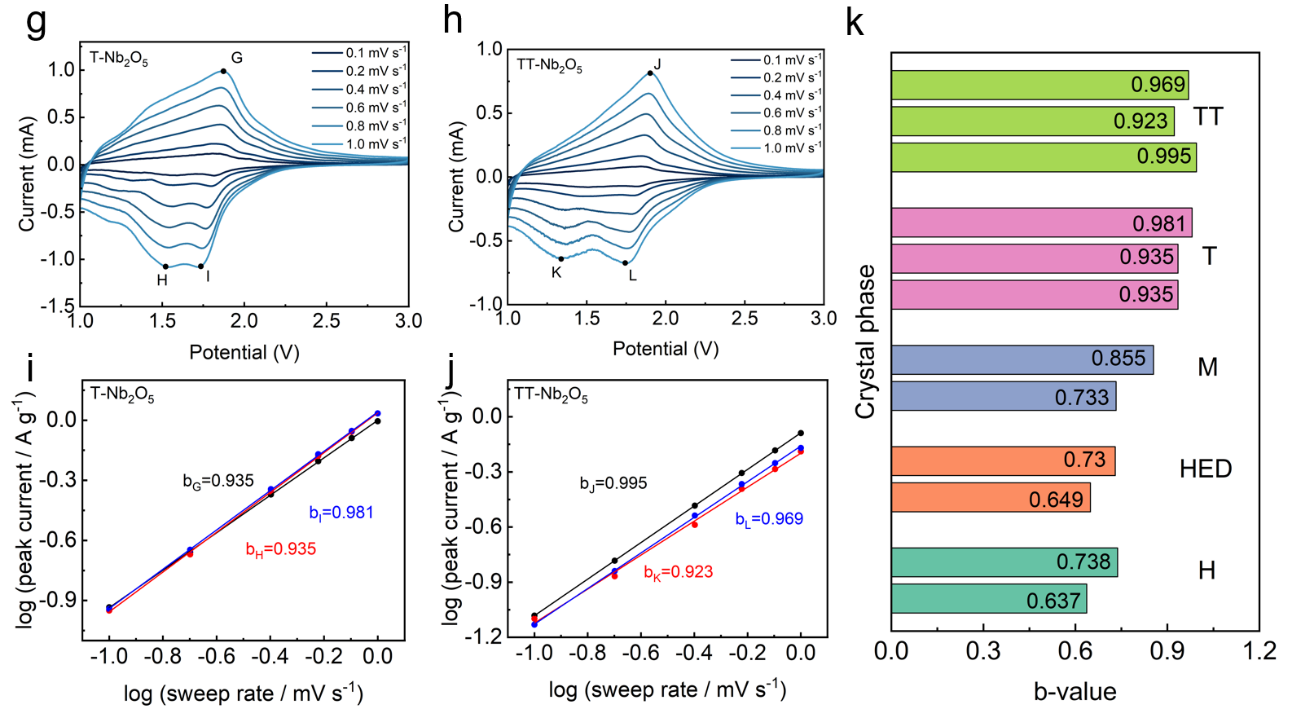 g
T-Nb₂O₅
G
0.1 mV s⁻¹
0.2 mV s⁻¹
0.4 mV s⁻¹
0.6 mV s⁻¹
0.8 mV s⁻¹
1.0 mV s⁻¹
H
I
1.0
0.5
0.0
-0.5
-1.0
-1.5
Current (mA)
1.0 1.5 2.0 2.5 3.0
Potential (V)
h
TT-Nb₂O₅
J
0.1 mV s⁻¹
0.2 mV s⁻¹
0.4 mV s⁻¹
0.6 mV s⁻¹
0.8 mV s⁻¹
1.0 mV s⁻¹
K
L
1.0
0.5
0.0
-0.5
-1.0
Current (mA)
1.0 1.5 2.0 2.5 3.0
Potential (V)
i
T-Nb₂O₅
b_G=0.935
b_I=0.981
b_H=0.935
0.0
-0.3
-0.6
-0.9
log (peak current / A g⁻¹)
-1.0 -0.8 -0.6 -0.4 -0.2 0.0
log (sweep rate / mV s⁻¹)
j
TT-Nb₂O₅
b_J=0.995
b_L=0.969
b_K=0.923
0.0
-0.3
-0.6
-0.9
-1.2
log (peak current / A g⁻¹)
-1.0 -0.8 -0.6 -0.4 -0.2 0.0
log (sweep rate / mV s⁻¹)
k
0.969
0.923
0.995
TT
0.981
0.935
0.935
T
0.855
0.733
M
0.73
0.649
HED
0.738
0.637
H
Crystal phase
0.0 0.3 0.6 0.9 1.2
b-value